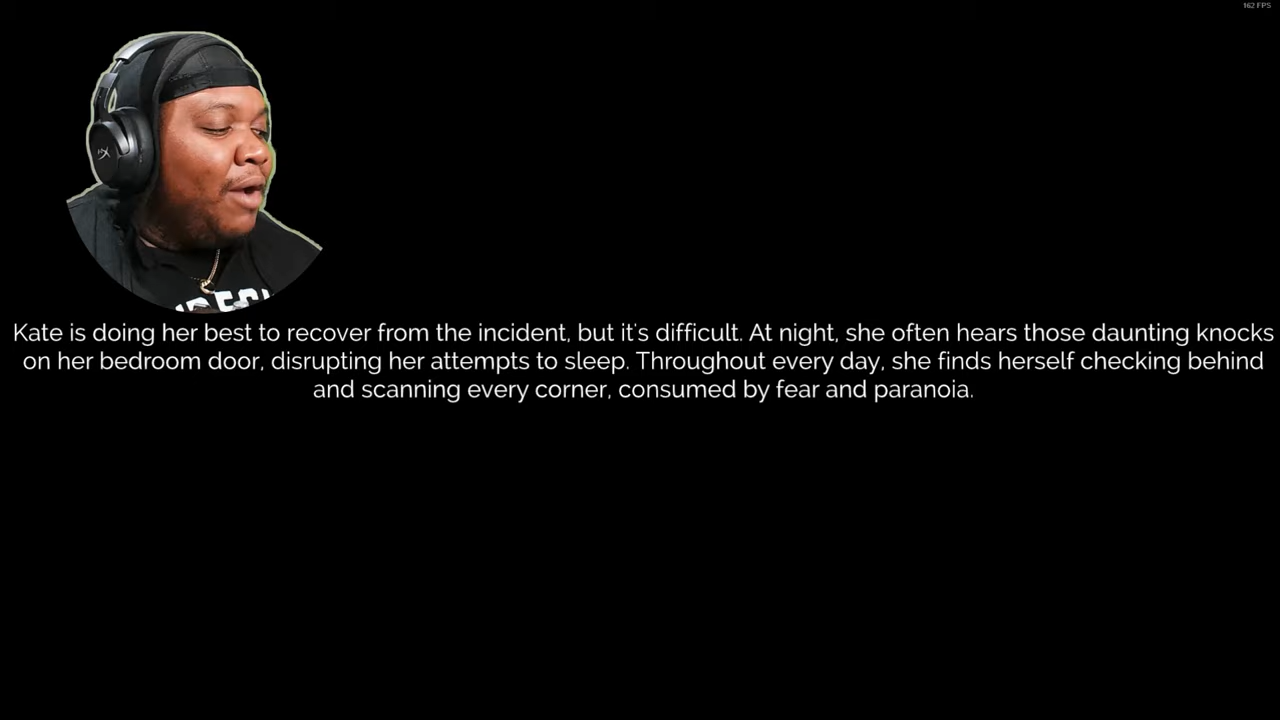 162 FPS
Kate is doing her best to recover from the incident, but it's difficult. At night, she often hears those daunting knocks
on her bedroom door, disrupting her attempts to sleep. Throughout every day, she finds herself checking behind
and scanning every corner, consumed by fear and paranoia.